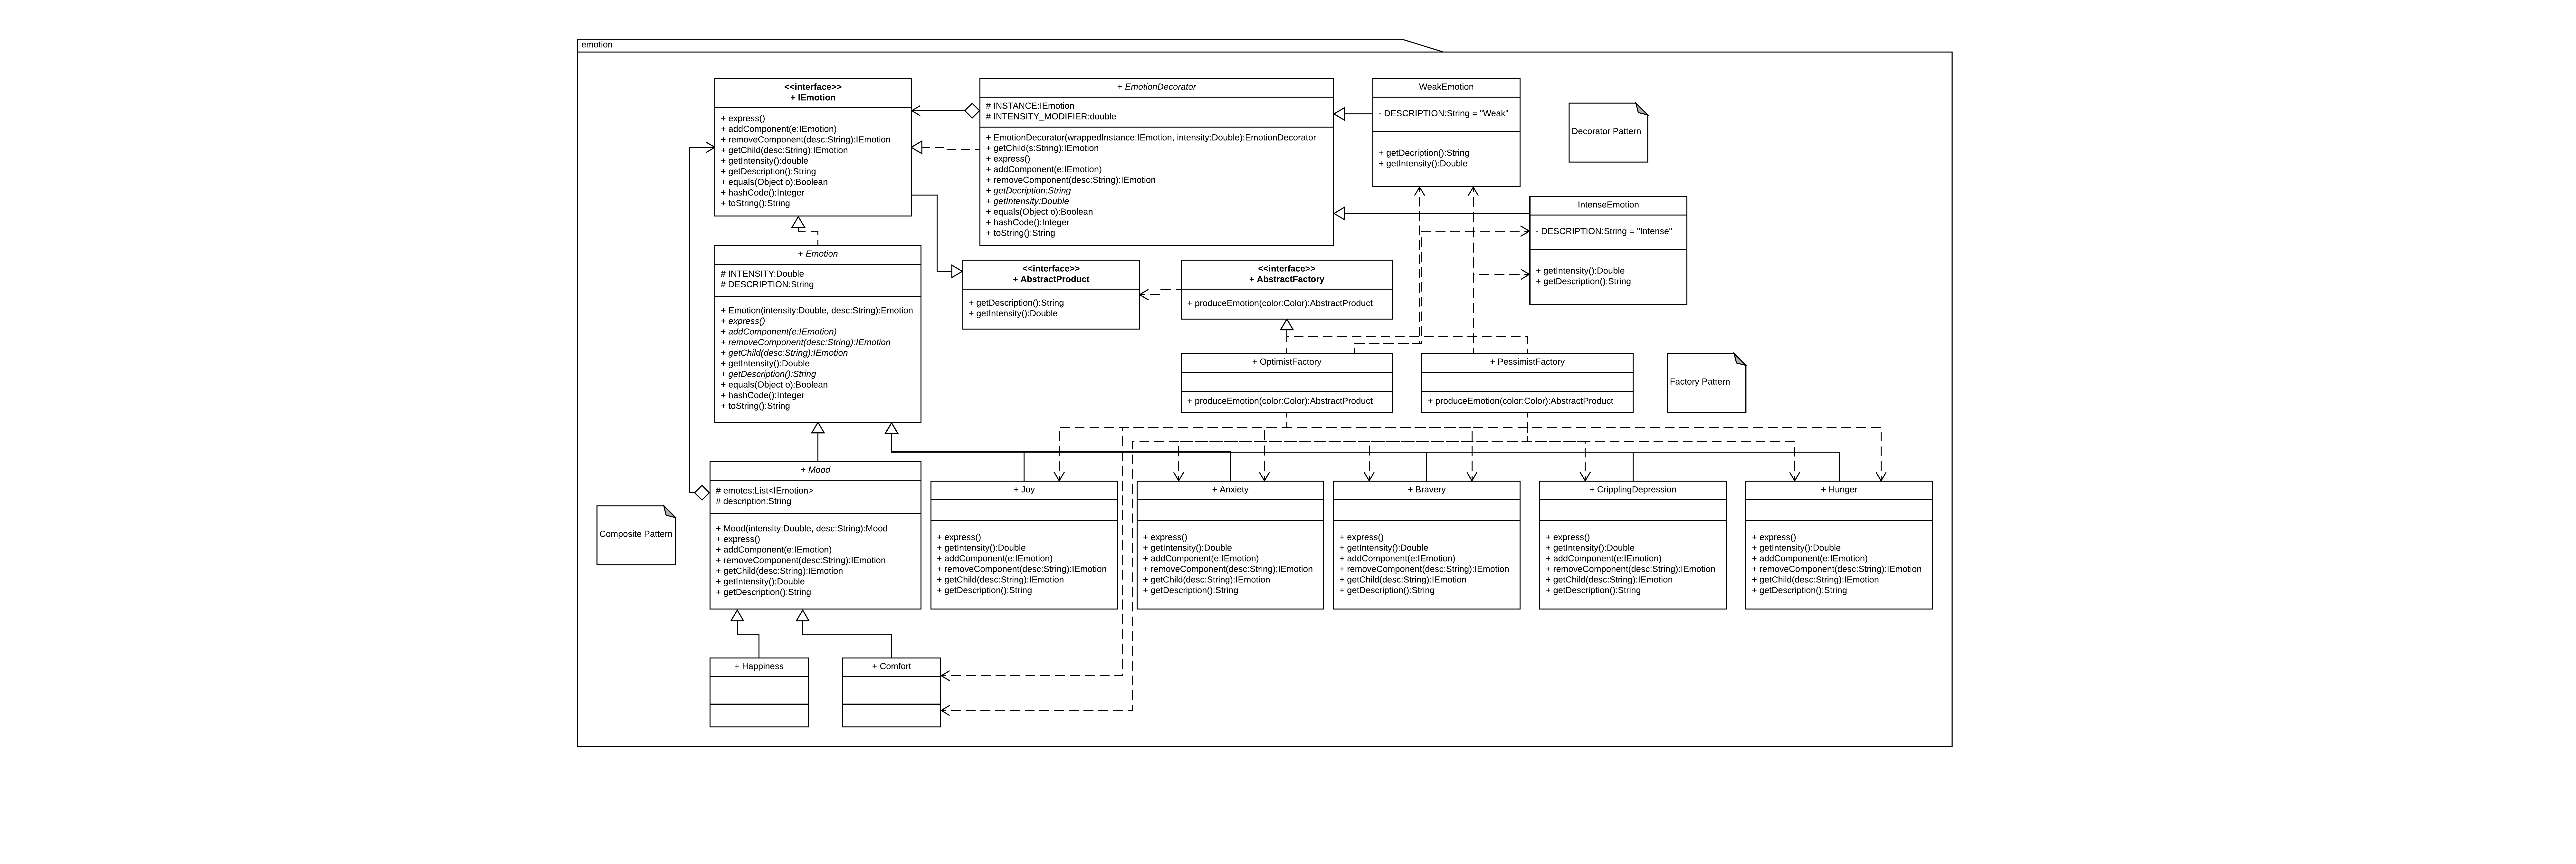 emotion
<<interface>>
+ IEmotion
+ express()
+ addComponent(e:IEmotion)
+ removeComponent(desc:String):IEmotion
+ getChild(desc:String):IEmotion
+ getIntensity():double
+ getDescription():String
+ equals(Object o):Boolean
+ hashCode():Integer
+ toString():String
+ EmotionDecorator
# INSTANCE:IEmotion
# INTENSITY_MODIFIER:double
+ EmotionDecorator(wrappedInstance:IEmotion, intensity:Double):EmotionDecorator
+ getChild(s:String):IEmotion
+ express()
+ addComponent(e:IEmotion)
+ removeComponent(desc:String):IEmotion
+ getDecription:String
+ getIntensity:Double
+ equals(Object o):Boolean
+ hashCode():Integer
+ toString():String
WeakEmotion
- DESCRIPTION:String = "Weak"
+ getDecription():String
+ getIntensity():Double
Decorator Pattern
IntenseEmotion
- DESCRIPTION:String = "Intense"
+ getIntensity():Double
+ getDescription():String
+ Emotion
# INTENSITY:Double
# DESCRIPTION:String
+ Emotion(intensity:Double, desc:String):Emotion
+ express()
+ addComponent(e:IEmotion)
+ removeComponent(desc:String):IEmotion
+ getChild(desc:String):IEmotion
+ getIntensity():Double
+ getDescription():String
+ equals(Object o):Boolean
+ hashCode():Integer
+ toString():String
<<interface>>
+ AbstractProduct
+ getDescription():String
+ getIntensity():Double
<<interface>>
+ AbstractFactory
+ produceEmotion(color:Color):AbstractProduct
+ OptimistFactory
+ produceEmotion(color:Color):AbstractProduct
+ PessimistFactory
+ produceEmotion(color:Color):AbstractProduct
Factory Pattern
Composite Pattern
+ Mood
# emotes:List<IEmotion>
# description:String
+ Mood(intensity:Double, desc:String):Mood
+ express()
+ addComponent(e:IEmotion)
+ removeComponent(desc:String):IEmotion
+ getChild(desc:String):IEmotion
+ getIntensity():Double
+ getDescription():String
+ Joy
+ express()
+ getIntensity():Double
+ addComponent(e:IEmotion)
+ removeComponent(desc:String):IEmotion
+ getChild(desc:String):IEmotion
+ getDescription():String
+ Anxiety
+ express()
+ getIntensity():Double
+ addComponent(e:IEmotion)
+ removeComponent(desc:String):IEmotion
+ getChild(desc:String):IEmotion
+ getDescription():String
+ Bravery
+ express()
+ getIntensity():Double
+ addComponent(e:IEmotion)
+ removeComponent(desc:String):IEmotion
+ getChild(desc:String):IEmotion
+ getDescription():String
+ CripplingDepression
+ express()
+ getIntensity():Double
+ addComponent(e:IEmotion)
+ removeComponent(desc:String):IEmotion
+ getChild(desc:String):IEmotion
+ getDescription():String
+ Hunger
+ express()
+ getIntensity():Double
+ addComponent(e:IEmotion)
+ removeComponent(desc:String):IEmotion
+ getChild(desc:String):IEmotion
+ getDescription():String
+ Happiness
+ Comfort